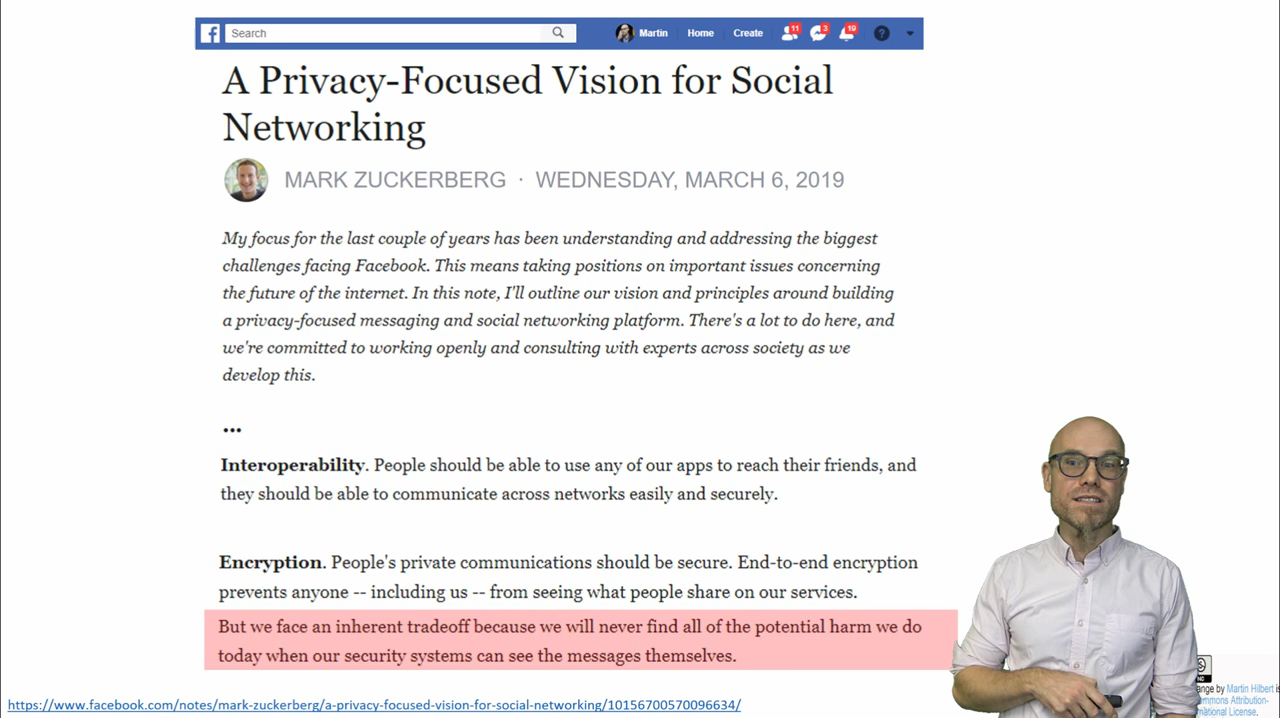 Search
Martin Home Create 11 3 19 ?
A Privacy-Focused Vision for Social
Networking
MARK ZUCKERBERG · WEDNESDAY, MARCH 6, 2019
My focus for the last couple of years has been understanding and addressing the biggest
challenges facing Facebook. This means taking positions on important issues concerning
the future of the internet. In this note, I'll outline our vision and principles around building
a privacy-focused messaging and social networking platform. There's a lot to do here, and
we're committed to working openly and consulting with experts across society as we
develop this.
...
Interoperability. People should be able to use any of our apps to reach their friends, and
they should be able to communicate across networks easily and securely.
Encryption. People's private communications should be secure. End-to-end encryption
prevents anyone -- including us -- from seeing what people share on our services.
But we face an inherent tradeoff because we will never find all of the potential harm we do
today when our security systems can see the messages themselves.
https://www.facebook.com/notes/mark-zuckerberg/a-privacy-focused-vision-for-social-networking/10156700570096634/
NC
ange by Martin Hilbert is
ommons Attribution-
rnational License.